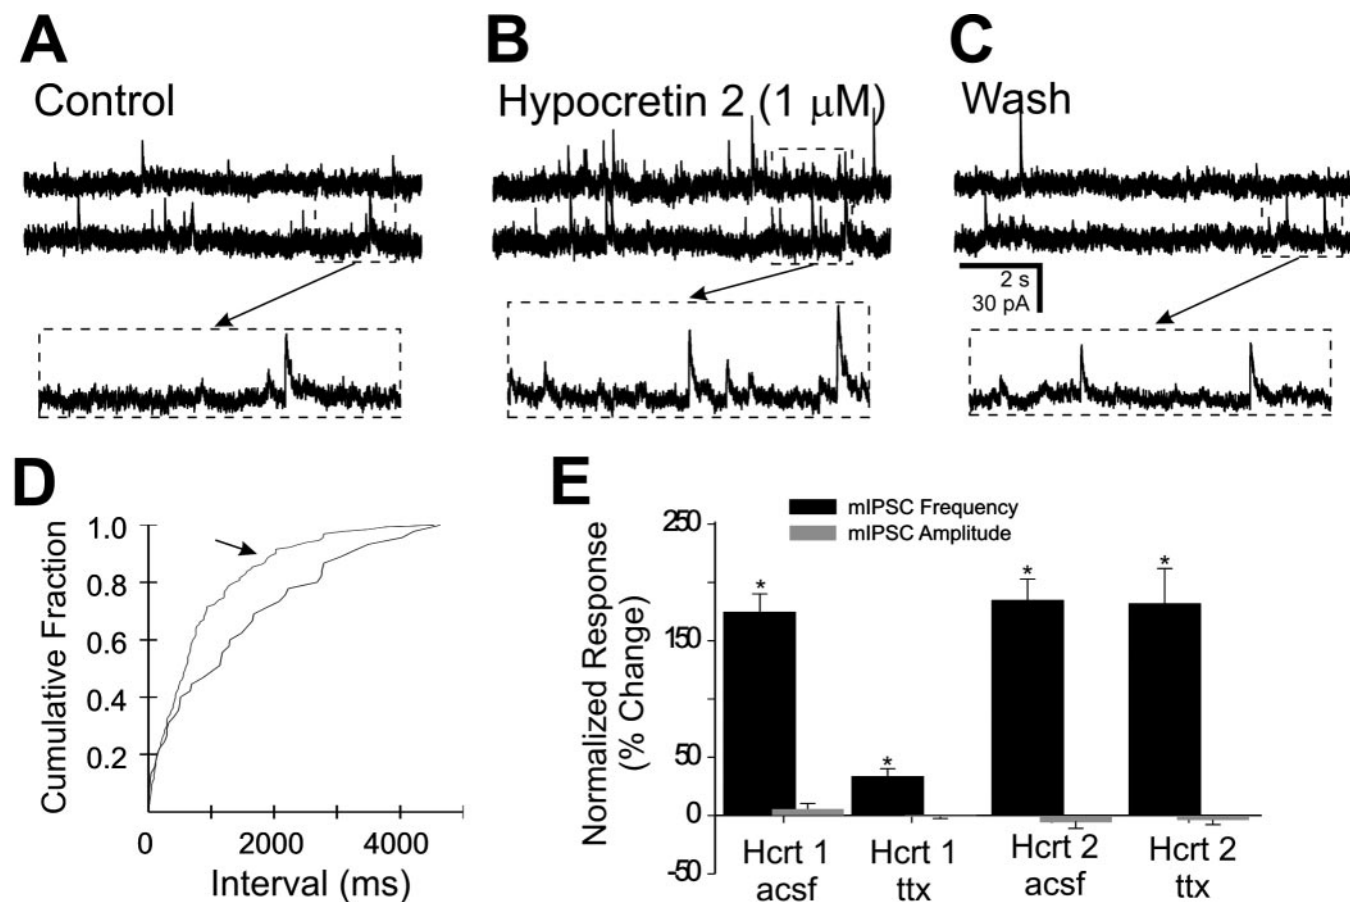 A
Control
B
Hypocretin 2 (1 μM)
C
Wash
2 s
30 pA
D
Cumulative Fraction
1.0
0.8
0.6
0.4
0.2
0
2000
4000
Interval (ms)
E
mIPSC Frequency
mIPSC Amplitude
Normalized Response
(% Change)
250
150
50
0
-50
*
*
*
*
Hcrt 1
acsf
Hcrt 1
ttx
Hcrt 2
acsf
Hcrt 2
ttx